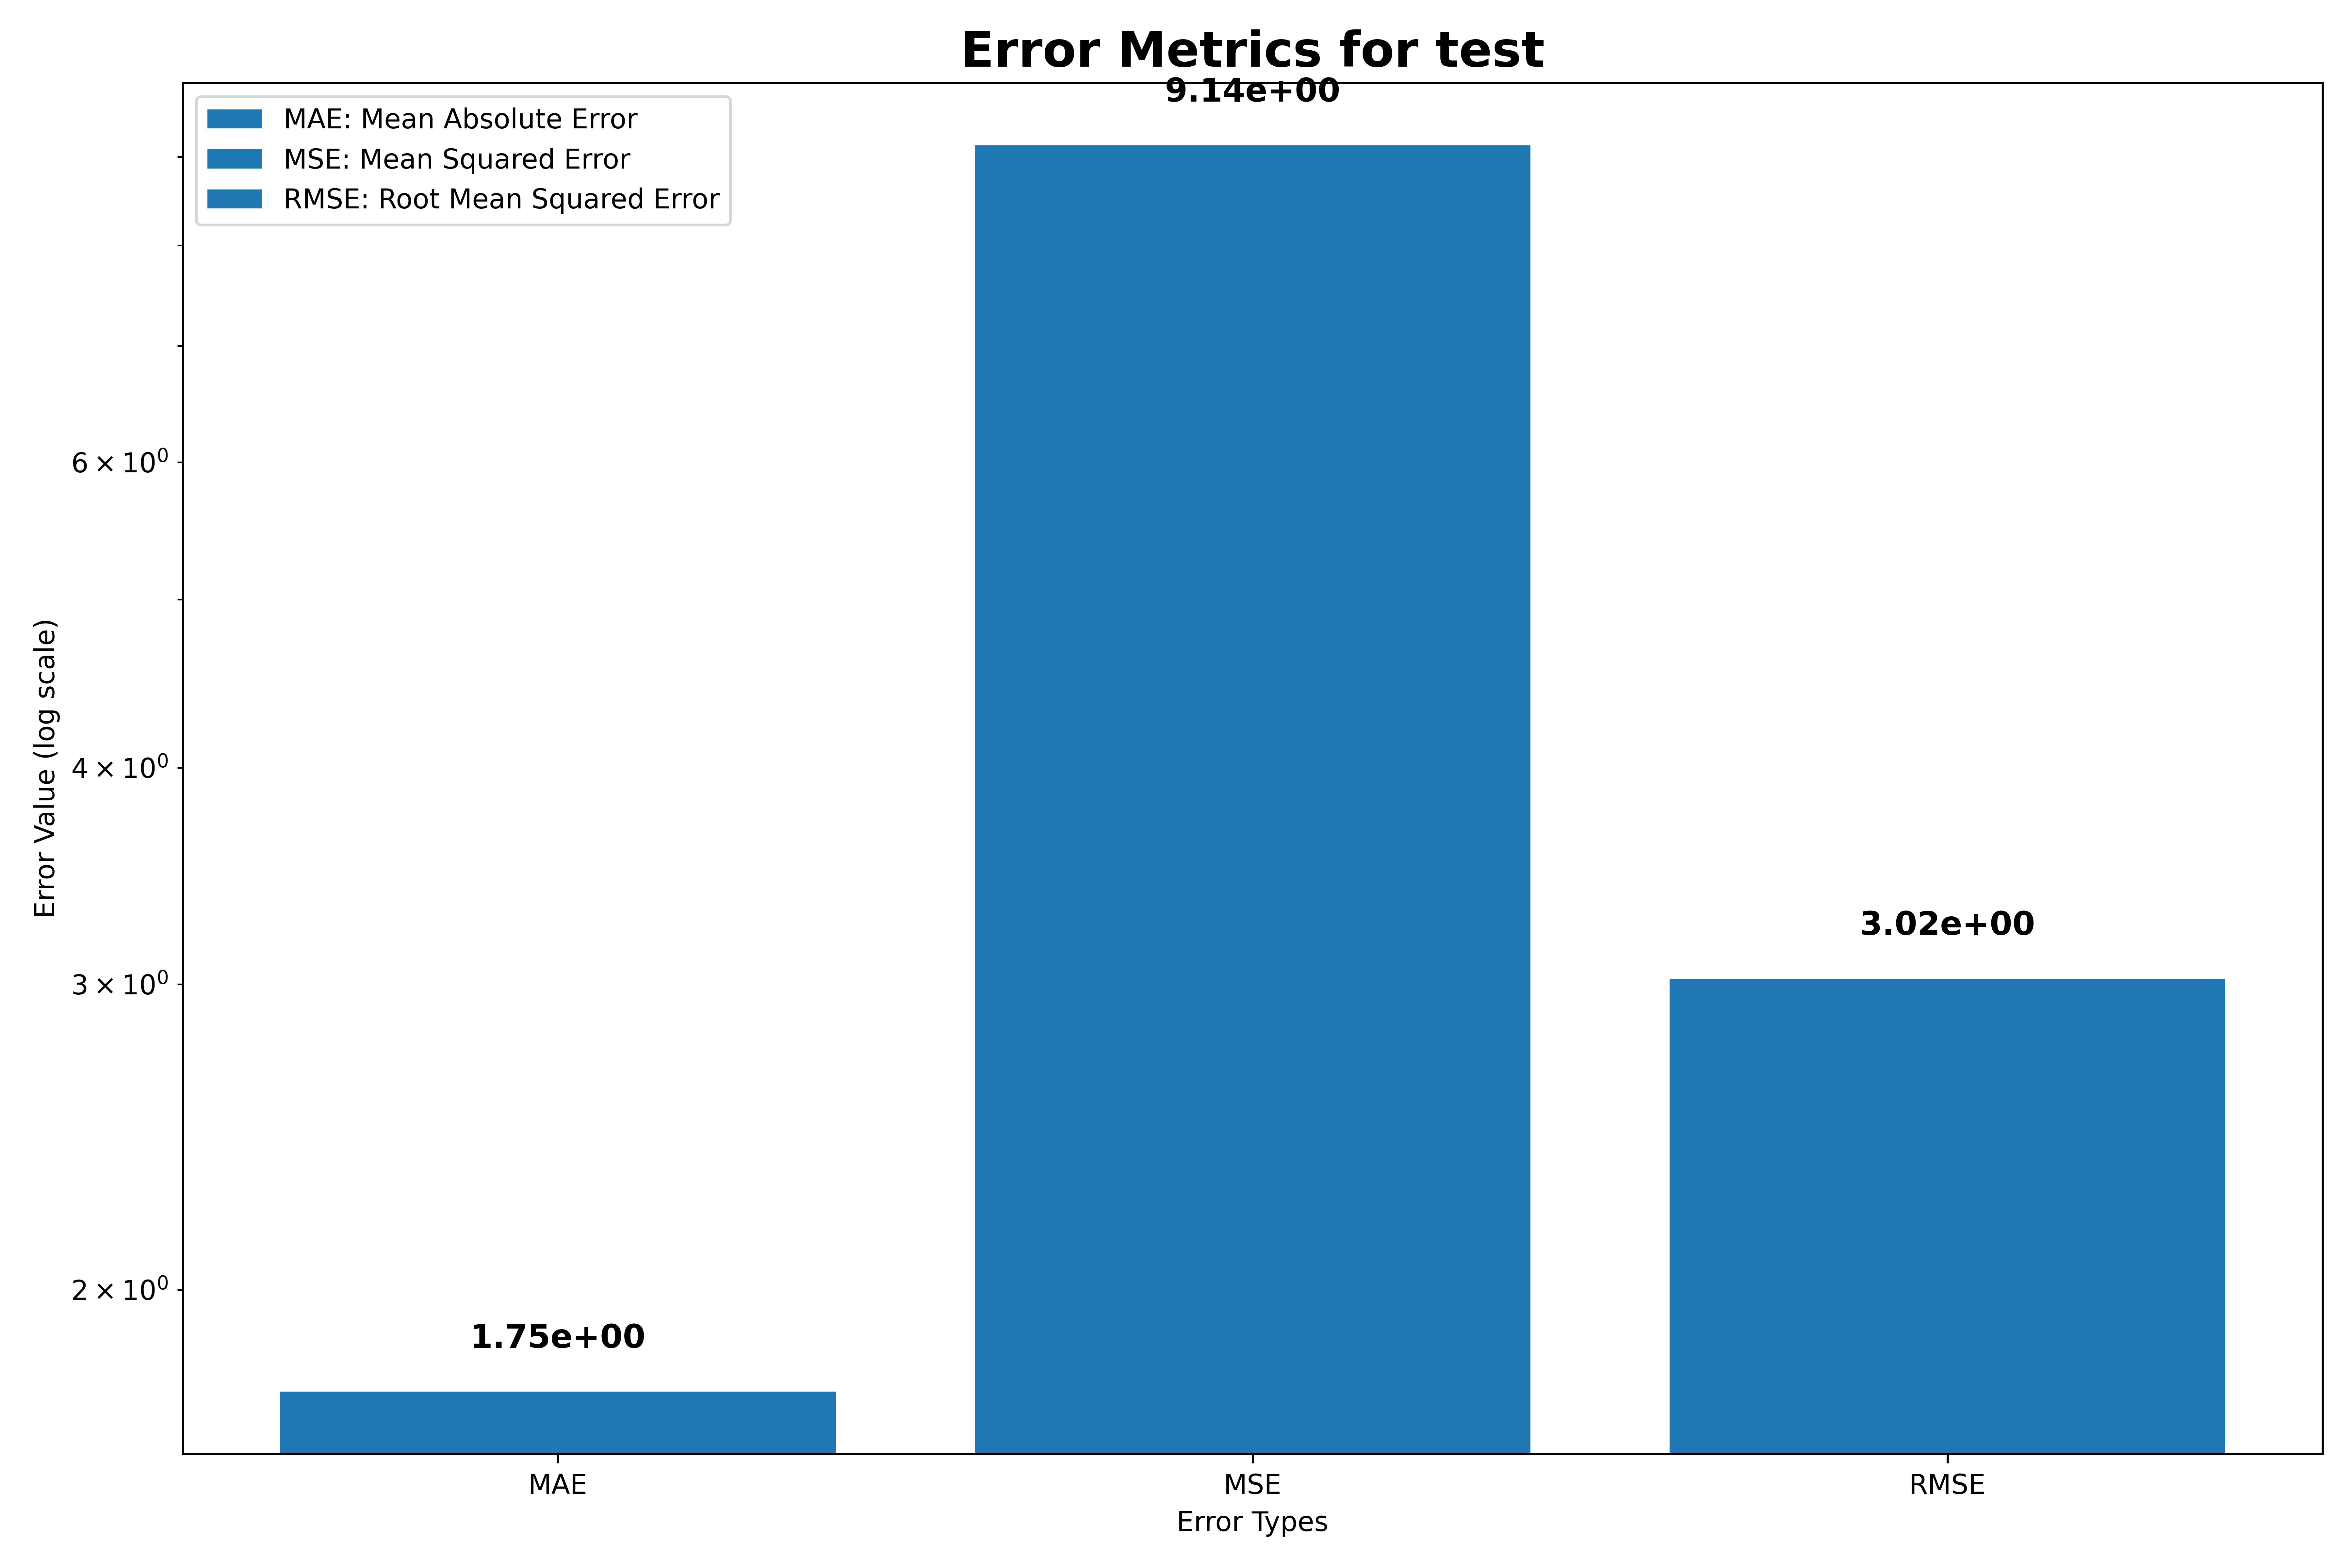 Error Metrics for test
9.14e+00
MAE: Mean Absolute Error
MSE: Mean Squared Error
RMSE: Root Mean Squared Error
6 × 10⁰
4 × 10⁰
3 × 10⁰
2 × 10⁰
Error Value (log scale)
3.02e+00
1.75e+00
MAE
MSE
RMSE
Error Types